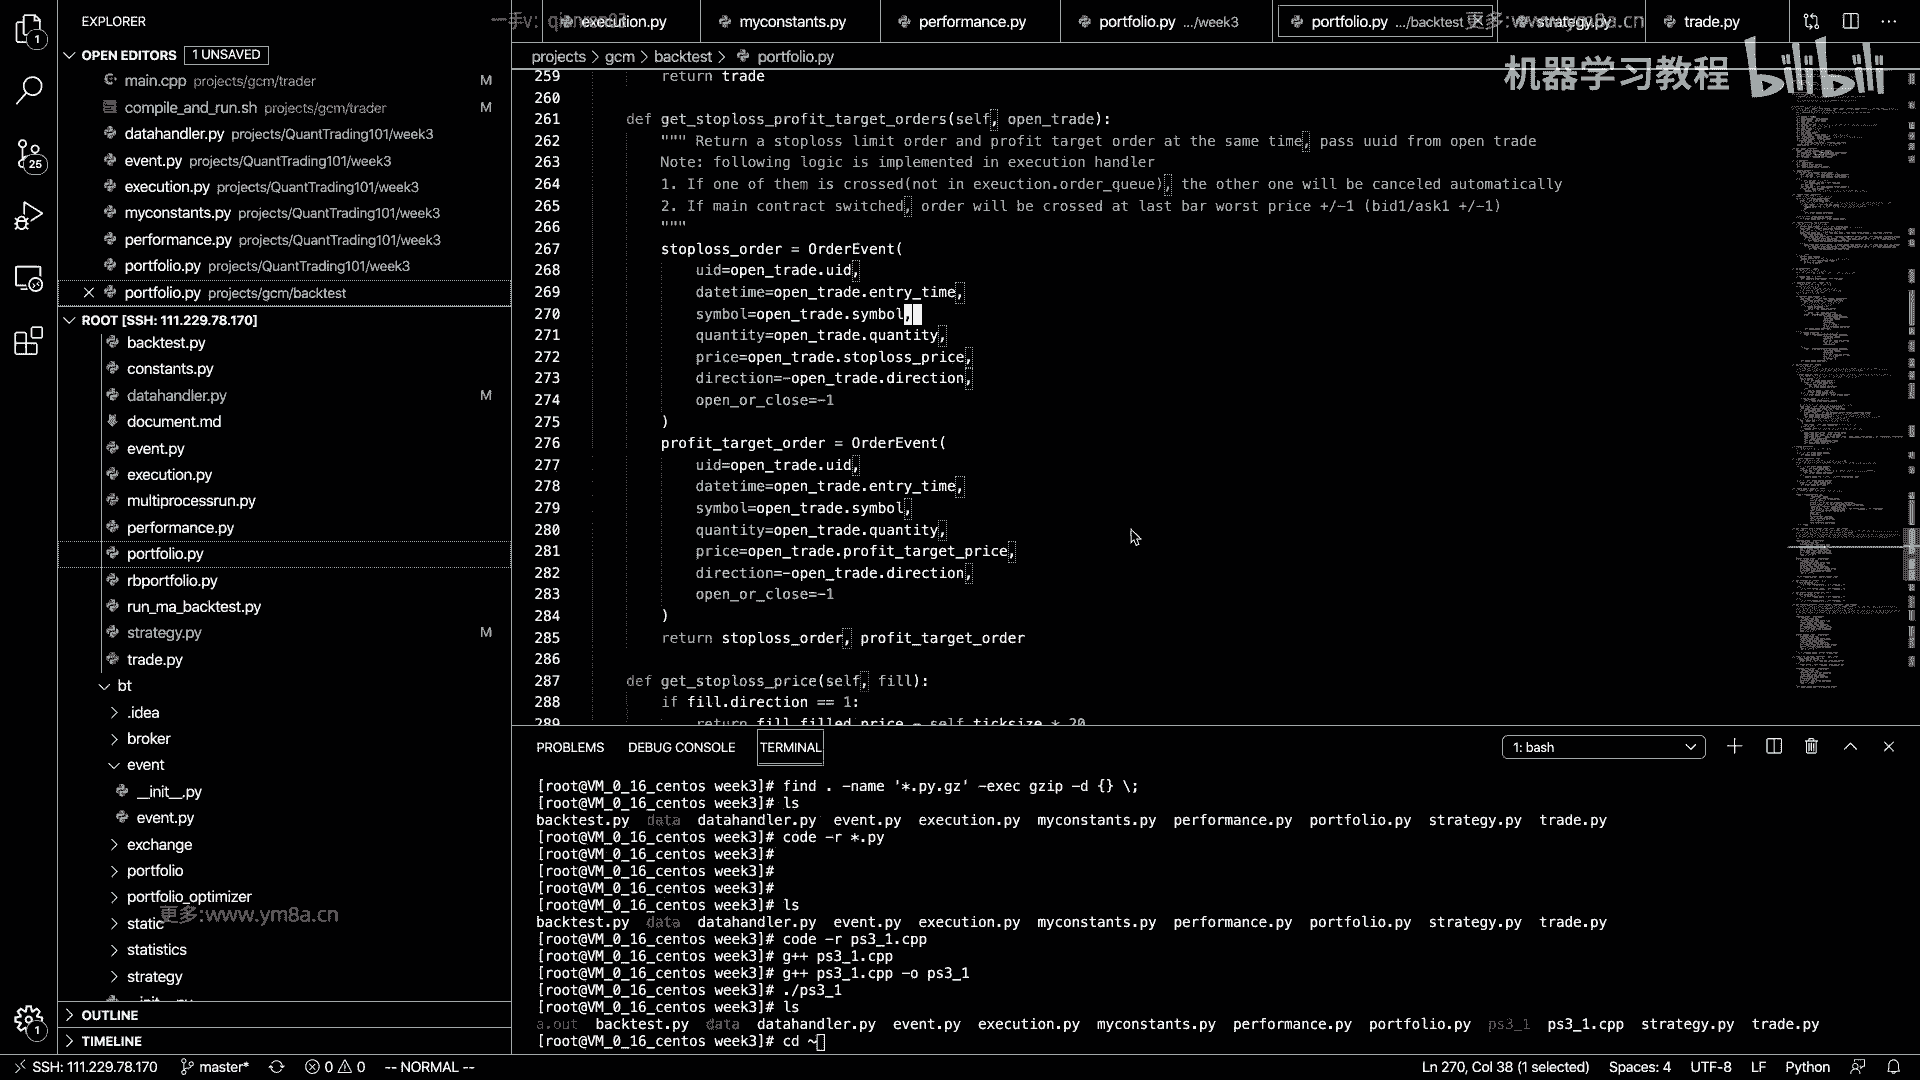 EXPLORER
OPEN EDITORS 1 UNSAVED
main.cpp projects/gcm/trader M
compile_and_run.sh projects/gcm/trader M
datahandler.py projects/QuantTrading101/week3
event.py projects/QuantTrading101/week3
execution.py projects/QuantTrading101/week3
myconstants.py projects/QuantTrading101/week3
performance.py projects/QuantTrading101/week3
portfolio.py projects/QuantTrading101/week3
portfolio.py projects/gcm/backtest
ROOT [SSH: 111.229.78.170]
backtest.py
constants.py
datahandler.py M
document.md
event.py
execution.py
multiprocessrun.py
performance.py
portfolio.py
rbportfolio.py
run_ma_backtest.py
strategy.py M
trade.py
bt
.idea
broker
event
__init__.py
event.py
exchange
portfolio
portfolio_optimizer
更多:www.ym8a.cn
static
statistics
strategy
OUTLINE
TIMELINE
1
25
1
execution.py myconstants.py performance.py portfolio.py .../week3 portfolio.py .../backtest strategy.py trade.py
更多:www.ym8a.cn
projects > gcm > backtest > portfolio.py
机器学习教程 bilibili
259 return trade
260
261 def get_stoploss_profit_target_orders(self, open_trade):
262 """ Return a stoploss limit order and profit target order at the same time, pass uuid from open trade
263 Note: following logic is implemented in execution handler
264 1. If one of them is crossed(not in exeuction.order_queue), the other one will be canceled automatically
265 2. If main contract switched, order will be crossed at last bar worst price +/-1 (bid1/ask1 +/-1)
266 """
267 stoploss_order = OrderEvent(
268 uid=open_trade.uid,
269 datetime=open_trade.entry_time,
270 symbol=open_trade.symbol,
271 quantity=open_trade.quantity,
272 price=open_trade.stoploss_price,
273 direction=-open_trade.direction,
274 open_or_close=-1
275 )
276 profit_target_order = OrderEvent(
277 uid=open_trade.uid,
278 datetime=open_trade.entry_time,
279 symbol=open_trade.symbol,
280 quantity=open_trade.quantity,
281 price=open_trade.profit_target_price,
282 direction=-open_trade.direction,
283 open_or_close=-1
284 )
285 return stoploss_order, profit_target_order
286
287 def get_stoploss_price(self, fill):
288 if fill.direction == 1:
289 return fill.filled_price - self.ticksize * 20
PROBLEMS DEBUG CONSOLE TERMINAL 1: bash
[root@VM_0_16_centos week3]# find . -name '*.py.gz' -exec gzip -d {} \;
[root@VM_0_16_centos week3]# ls
backtest.py data datahandler.py event.py execution.py myconstants.py performance.py portfolio.py strategy.py trade.py
[root@VM_0_16_centos week3]# code -r *.py
[root@VM_0_16_centos week3]#
[root@VM_0_16_centos week3]#
[root@VM_0_16_centos week3]#
[root@VM_0_16_centos week3]# ls
backtest.py data datahandler.py event.py execution.py myconstants.py performance.py portfolio.py strategy.py trade.py
[root@VM_0_16_centos week3]# code -r ps3_1.cpp
[root@VM_0_16_centos week3]# g++ ps3_1.cpp
[root@VM_0_16_centos week3]# g++ ps3_1.cpp -o ps3_1
[root@VM_0_16_centos week3]# ./ps3_1
[root@VM_0_16_centos week3]# ls
a.out backtest.py data datahandler.py event.py execution.py myconstants.py performance.py portfolio.py ps3_1 ps3_1.cpp strategy.py trade.py
[root@VM_0_16_centos week3]# cd ~
SSH: 111.229.78.170 master* 0 0 -- NORMAL -- Ln 270, Col 38 (1 selected) Spaces: 4 UTF-8 LF Python